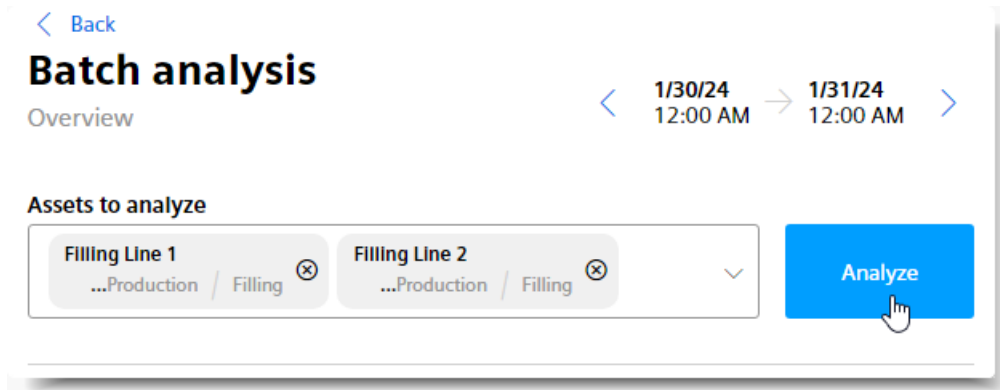 Back
Batch analysis
Overview
1/30/24
12:00 AM
1/31/24
12:00 AM
Assets to analyze
Filling Line 1
...Production / Filling
Filling Line 2
...Production / Filling
Analyze